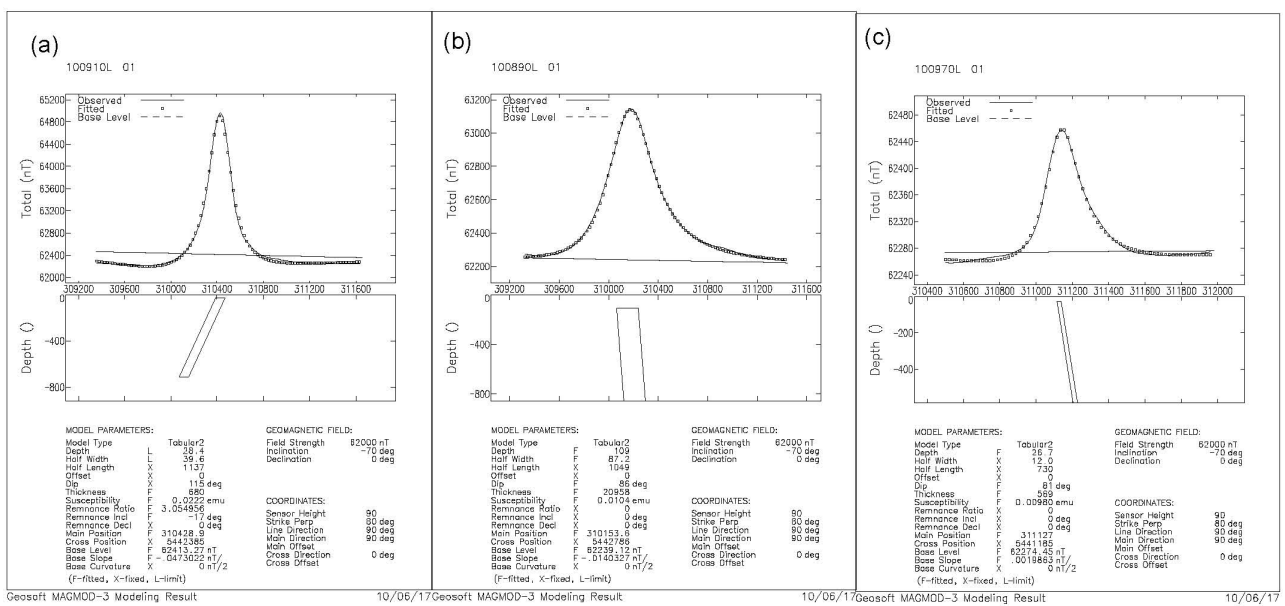 (a)
100910L 01
Observed
Fitted
Base Level
65200
64800
64400
64000
63600
63200
62800
62400
62000
Total (nT)
309200 309600 310000 310400 310800 311200 311600
0
-400
-800
Depth ()
MODEL PARAMETERS:
Model Type Tabular2
Depth L 28.4
Half Width L 39.6
Half Length X 1137
Offset X 0
Dip X 115 deg
Thickness F 680
Susceptibility F 0.0222 emu
Remnance Ratio F 3.054956
Remnance Incl F -17 deg
Remnance Decl X 0 deg
Main Position F 310428.9
Cross Position X 5442385
Base Level F 62413.27 nT
Base Slope F -.0473022 nT/
Base Curvature X 0 nT/2
(F-fitted, X-fixed, L-limit)
GEOMAGNETIC FIELD:
Field Strength 62000 nT
Inclination -70 deg
Declination 0 deg
COORDINATES:
Sensor Height 90
Strike Perp 60 deg
Line Direction 90 deg
Main Direction 90 deg
Main Offset
Cross Direction 0 deg
Cross Offset
Geosoft MAGMOD-3 Modeling Result 10/06/17
(b)
100890L 01
Observed
Fitted
Base Level
63200
63000
62800
62600
62400
62200
Total (nT)
309200 309600 310000 310400 310800 311200 311600
0
-400
-800
Depth ()
MODEL PARAMETERS:
Model Type Tabular2
Depth F 109
Half Width F 87.2
Half Length X 1049
Offset X 0
Dip F 86 deg
Thickness F 20958
Susceptibility F 0.0104 emu
Remnance Ratio X 0
Remnance Incl X 0 deg
Remnance Decl X 0 deg
Main Position F 310153.6
Cross Position X 5442786
Base Level F 62239.12 nT
Base Slope F -.0140327 nT/
Base Curvature X 0 nT/2
(F-fitted, X-fixed, L-limit)
GEOMAGNETIC FIELD:
Field Strength 62000 nT
Inclination -70 deg
Declination 0 deg
COORDINATES:
Sensor Height 90
Strike Perp 60 deg
Line Direction 90 deg
Main Direction 90 deg
Main Offset
Cross Direction 0 deg
Cross Offset
Geosoft MAGMOD-3 Modeling Result 10/06/17
(c)
100970L 01
Observed
Fitted
Base Level
62480
62440
62400
62360
62320
62280
62240
Total (nT)
310400 310600 310800 311000 311200 311400 311600 311800 312000
0
-200
-400
Depth ()
MODEL PARAMETERS:
Model Type Tabular2
Depth F 26.7
Half Width X 12.0
Half Length X 730
Offset X 0
Dip F 81 deg
Thickness F 569
Susceptibility F 0.00980 emu
Remnance Ratio X 0
Remnance Incl X 0 deg
Remnance Decl X 0 deg
Main Position F 311127
Cross Position X 5441185
Base Level F 62274.45 nT
Base Slope F .0019863 nT/
Base Curvature X 0 nT/2
(F-fitted, X-fixed, L-limit)
GEOMAGNETIC FIELD:
Field Strength 62000 nT
Inclination -70 deg
Declination 0 deg
COORDINATES:
Sensor Height 90
Strike Perp 80 deg
Line Direction 90 deg
Main Direction 90 deg
Main Offset
Cross Direction 0 deg
Cross Offset
Geosoft MAGMOD-3 Modeling Result 10/06/17